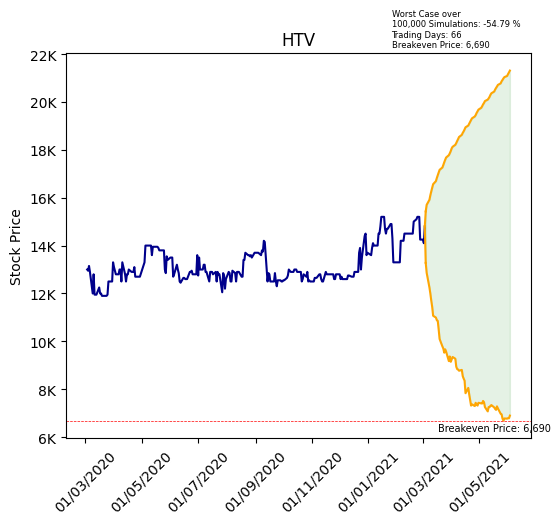 Worst Case over
100,000 Simulations: -54.79 %
Trading Days: 66
Breakeven Price: 6,690
HTV
Stock Price
22K
20K
18K
16K
14K
12K
10K
8K
6K
Breakeven Price: 6,690
01/03/2020
01/05/2020
01/07/2020
01/09/2020
01/11/2020
01/01/2021
01/03/2021
01/05/2021